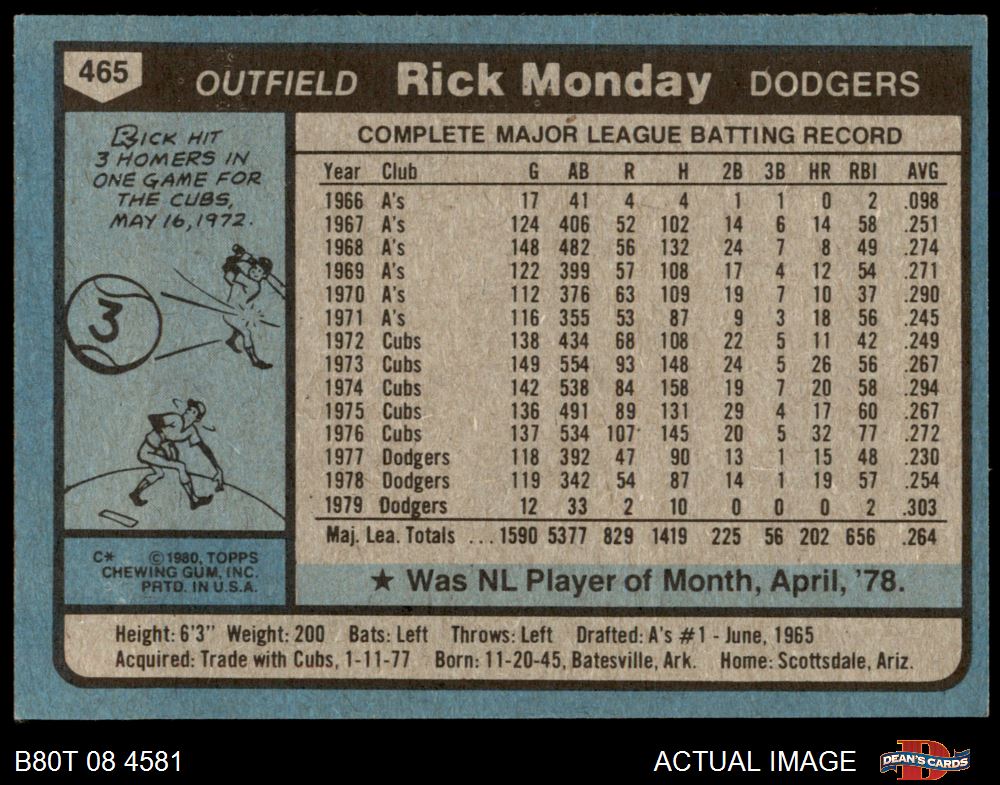 465 OUTFIELD Rick Monday DODGERS
RICK HIT
3 HOMERS IN
ONE GAME FOR
THE CUBS,
MAY 16, 1972.
3
C* ©1980, TOPPS
CHEWING GUM, INC.
PRTD. IN U.S.A.
COMPLETE MAJOR LEAGUE BATTING RECORD
Year Club G AB R H 2B 3B HR RBI AVG
1966 A's 17 41 4 4 1 1 0 2 .098
1967 A's 124 406 52 102 14 6 14 58 .251
1968 A's 148 482 56 132 24 7 8 49 .274
1969 A's 122 399 57 108 17 4 12 54 .271
1970 A's 112 376 63 109 19 7 10 37 .290
1971 A's 116 355 53 87 9 3 18 56 .245
1972 Cubs 138 434 68 108 22 5 11 42 .249
1973 Cubs 149 554 93 148 24 5 26 56 .267
1974 Cubs 142 538 84 158 19 7 20 58 .294
1975 Cubs 136 491 89 131 29 4 17 60 .267
1976 Cubs 137 534 107 145 20 5 32 77 .272
1977 Dodgers 118 392 47 90 13 1 15 48 .230
1978 Dodgers 119 342 54 87 14 1 19 57 .254
1979 Dodgers 12 33 2 10 0 0 0 2 .303
Maj. Lea. Totals ... 1590 5377 829 1419 225 56 202 656 .264
★ Was NL Player of Month, April, '78.
Height: 6'3" Weight: 200 Bats: Left Throws: Left Drafted: A's #1 - June, 1965
Acquired: Trade with Cubs, 1-11-77 Born: 11-20-45, Batesville, Ark. Home: Scottsdale, Ariz.
B80T 08 4581 ACTUAL IMAGE D DEAN'S CARDS